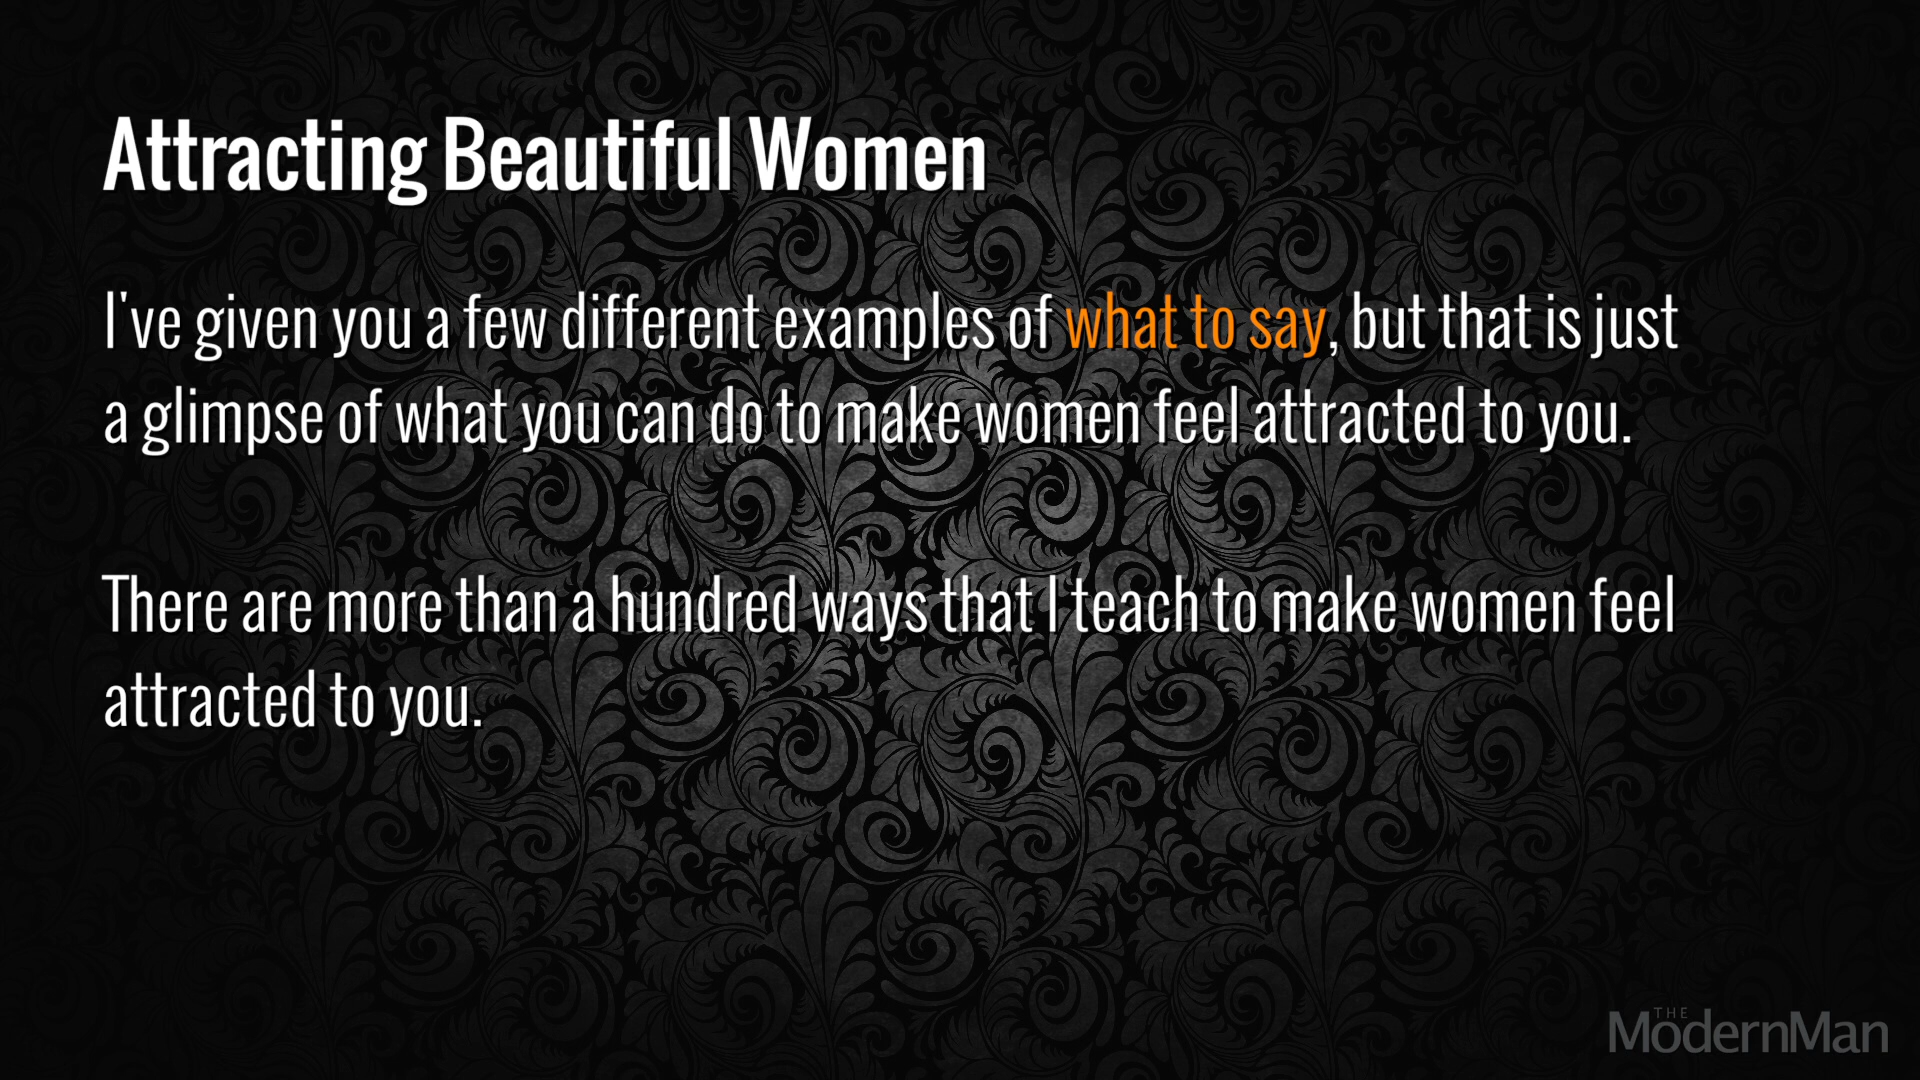 Attracting Beautiful Women
I've given you a few different examples of what to say, but that is just
a glimpse of what you can do to make women feel attracted to you.
There are more than a hundred ways that I teach to make women feel
attracted to you.
THE
ModernMan